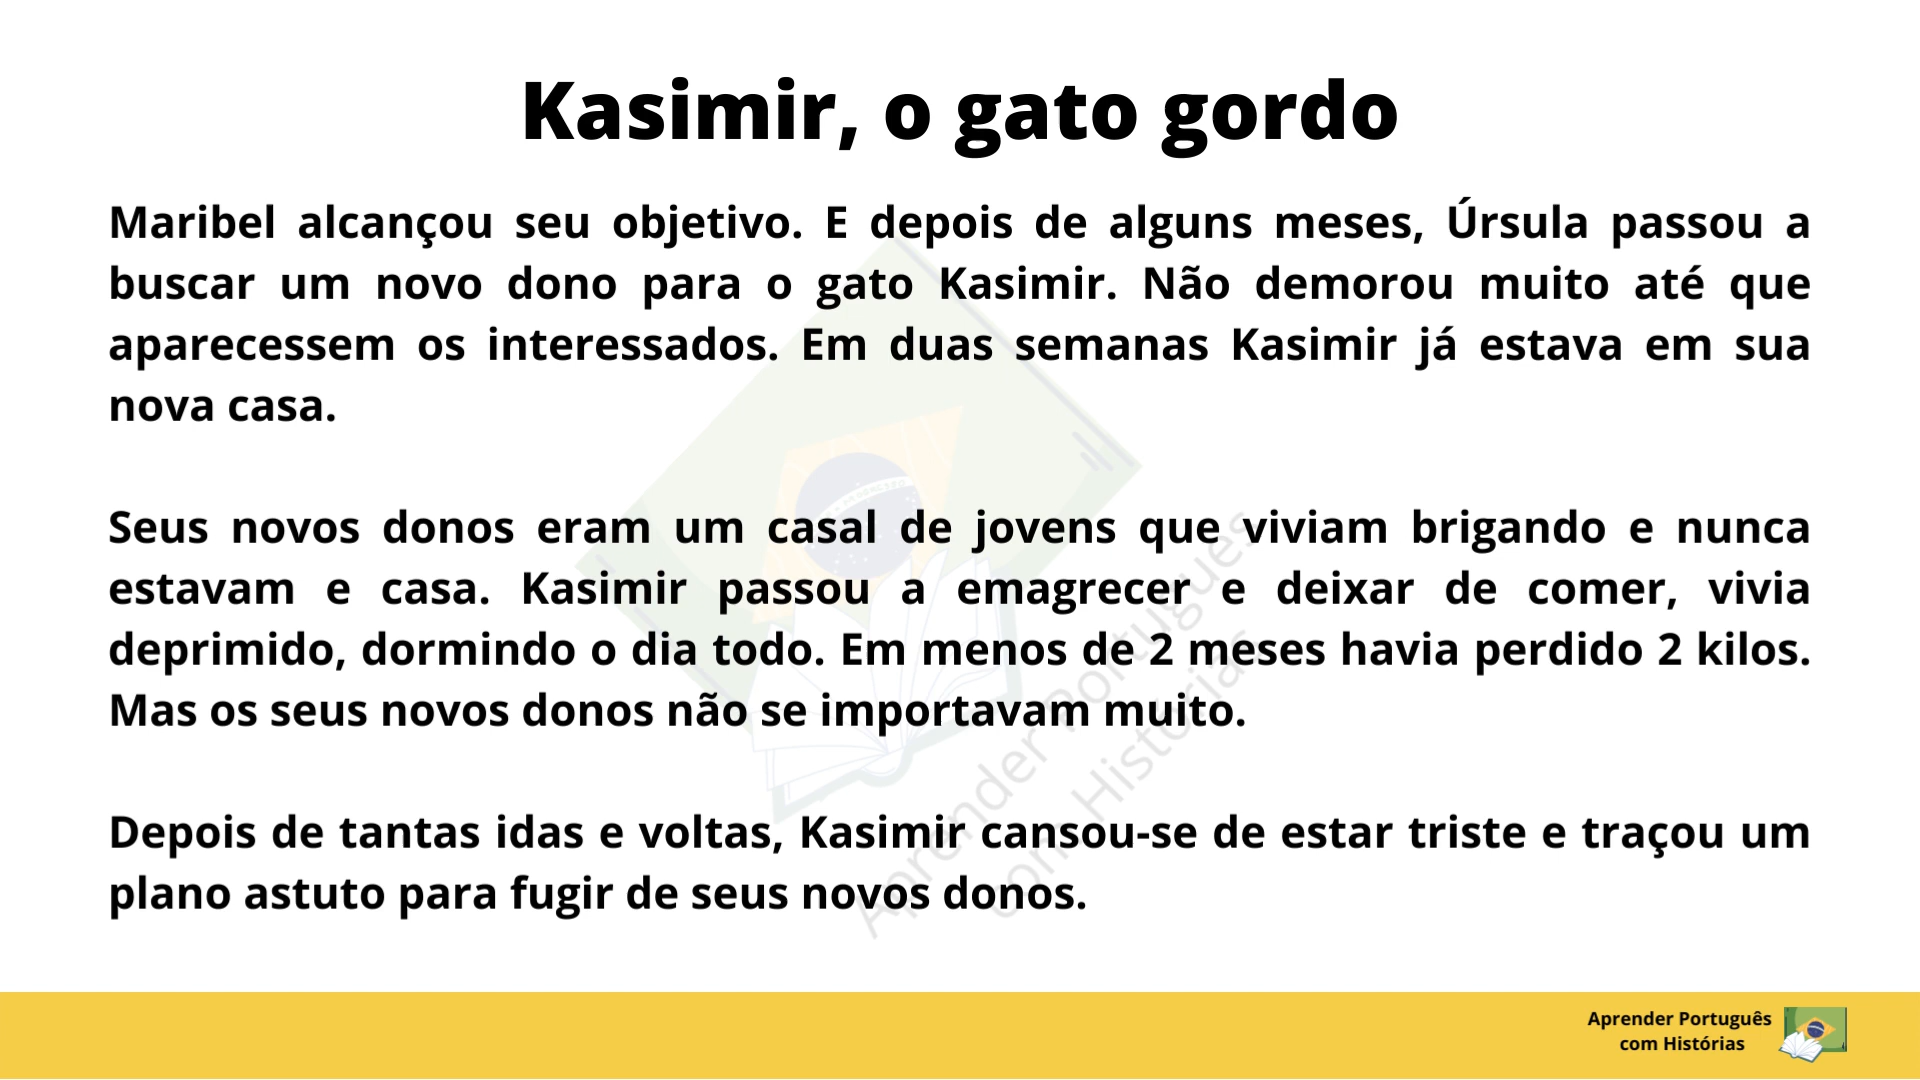 Kasimir, o gato gordo
Maribel alcançou seu objetivo. E depois de alguns meses, Úrsula passou a
buscar um novo dono para o gato Kasimir. Não demorou muito até que
aparecessem os interessados. Em duas semanas Kasimir já estava em sua
nova casa.
Seus novos donos eram um casal de jovens que viviam brigando e nunca
estavam e casa. Kasimir passou a emagrecer e deixar de comer, vivia
deprimido, dormindo o dia todo. Em menos de 2 meses havia perdido 2 kilos.
Mas os seus novos donos não se importavam muito.
Depois de tantas idas e voltas, Kasimir cansou-se de estar triste e traçou um
plano astuto para fugir de seus novos donos.
Aprender Português
com Histórias
Aprender Português
com Histórias